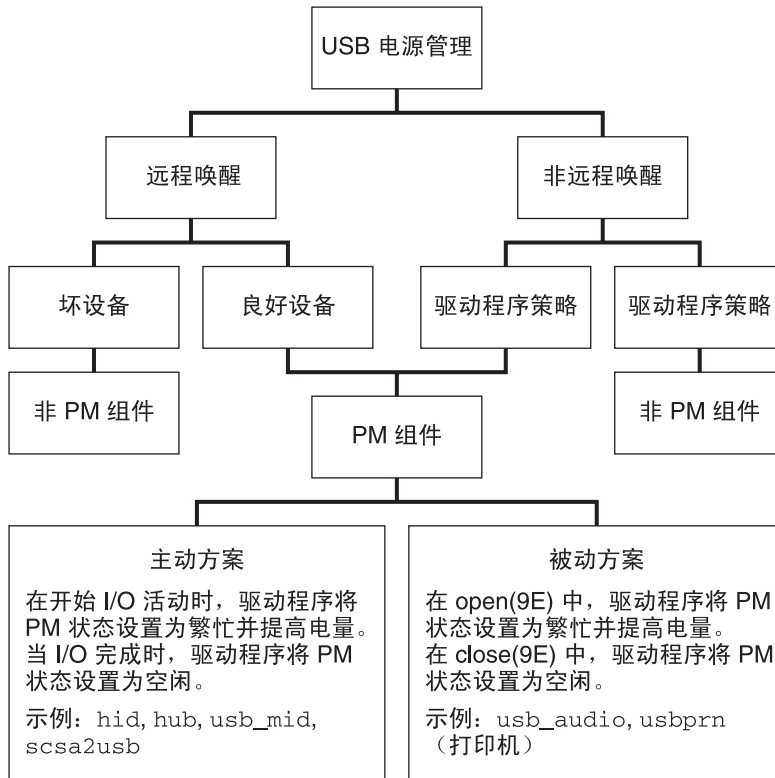 USB 电源管理
远程唤醒
非远程唤醒
坏设备
良好设备
驱动程序策略
驱动程序策略
非 PM 组件
PM 组件
非 PM 组件
主动方案
在开始 I/O 活动时，驱动程序将
PM 状态设置为繁忙并提高电量。
当 I/O 完成时，驱动程序将 PM
状态设置为空闲。
示例：hid, hub, usb_mid,
scsa2usb
被动方案
在 open(9E) 中，驱动程序将 PM
状态设置为繁忙并提高电量。
在 close(9E) 中，驱动程序将 PM
状态设置为空闲。
示例：usb_audio, usbprn
（打印机）